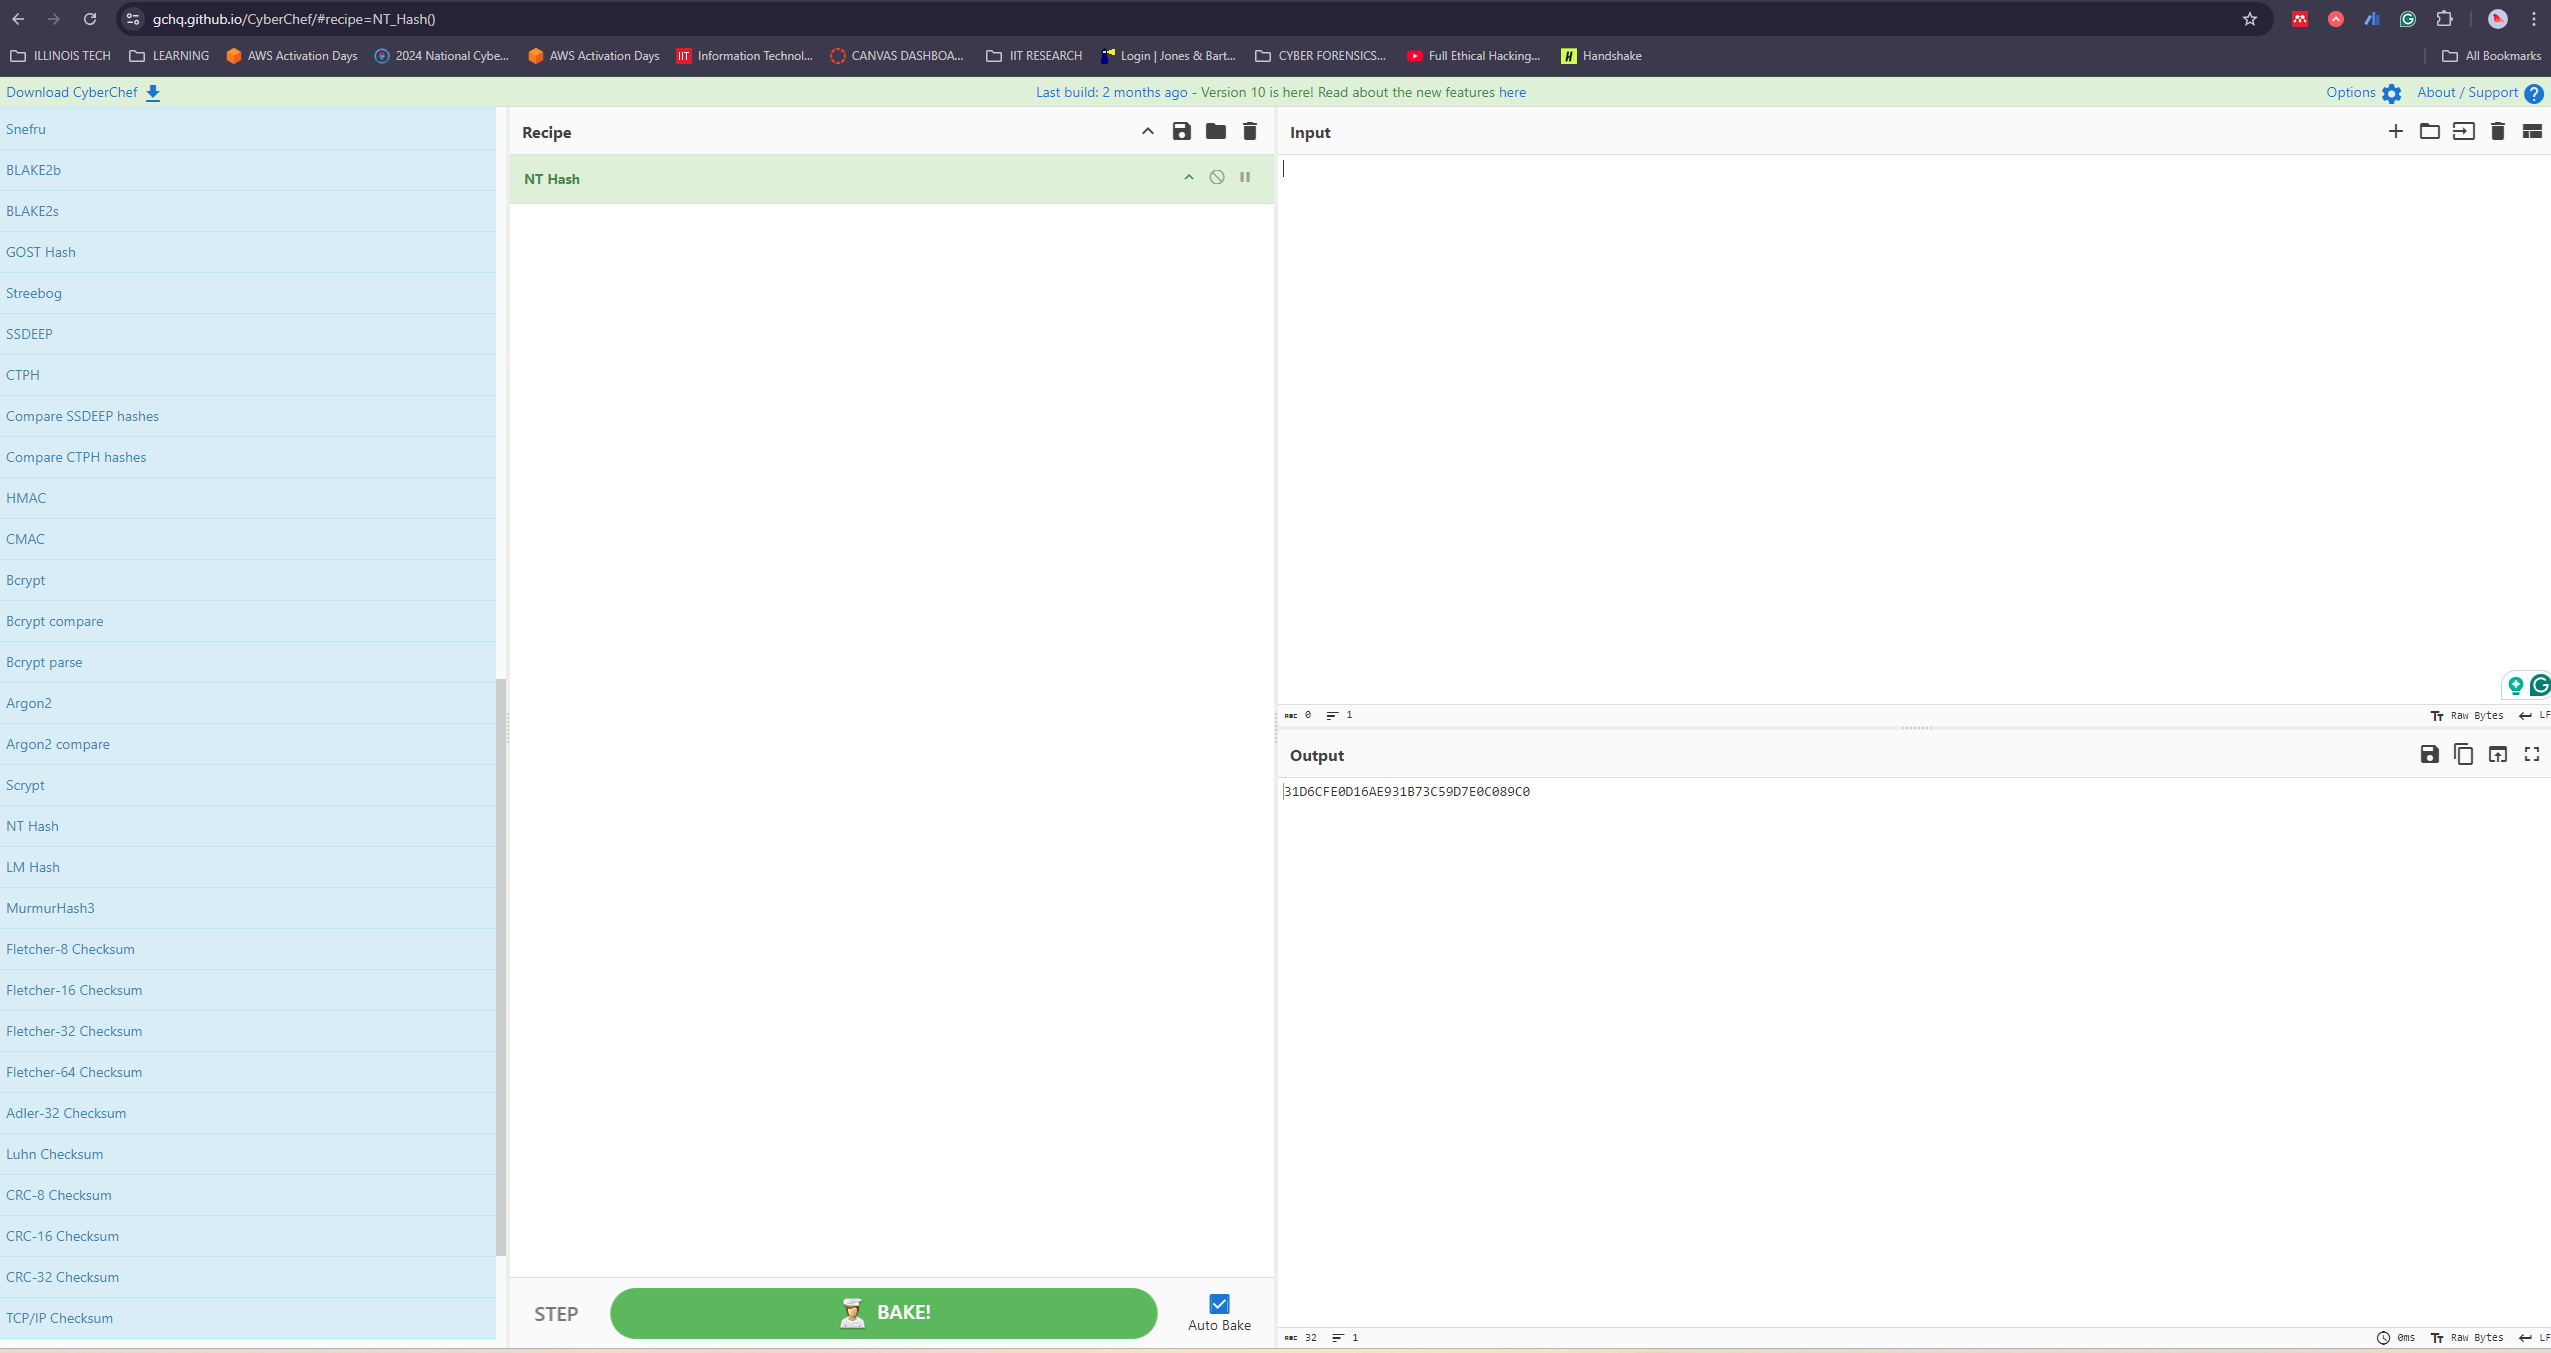 gchq.github.io/CyberChef/#recipe=NT_Hash()
ILLINOIS TECH LEARNING AWS Activation Days 2024 National Cybe... AWS Activation Days IIT Information Technol... CANVAS DASHBOA... IIT RESEARCH Login | Jones & Bart... CYBER FORENSICS... Full Ethical Hacking... Handshake All Bookmarks
Download CyberChef Last build: 2 months ago - Version 10 is here! Read about the new features here Options About / Support
Snefru
BLAKE2b
BLAKE2s
GOST Hash
Streebog
SSDEEP
CTPH
Compare SSDEEP hashes
Compare CTPH hashes
HMAC
CMAC
Bcrypt
Bcrypt compare
Bcrypt parse
Argon2
Argon2 compare
Scrypt
NT Hash
LM Hash
MurmurHash3
Fletcher-8 Checksum
Fletcher-16 Checksum
Fletcher-32 Checksum
Fletcher-64 Checksum
Adler-32 Checksum
Luhn Checksum
CRC-8 Checksum
CRC-16 Checksum
CRC-32 Checksum
TCP/IP Checksum
Recipe
NT Hash
STEP
BAKE!
Auto Bake
Input
ABC 0 1 Raw Bytes LF
Output
31D6CFE0D16AE931B73C59D7E0C089C0
ABC 32 1 0ms Raw Bytes LF